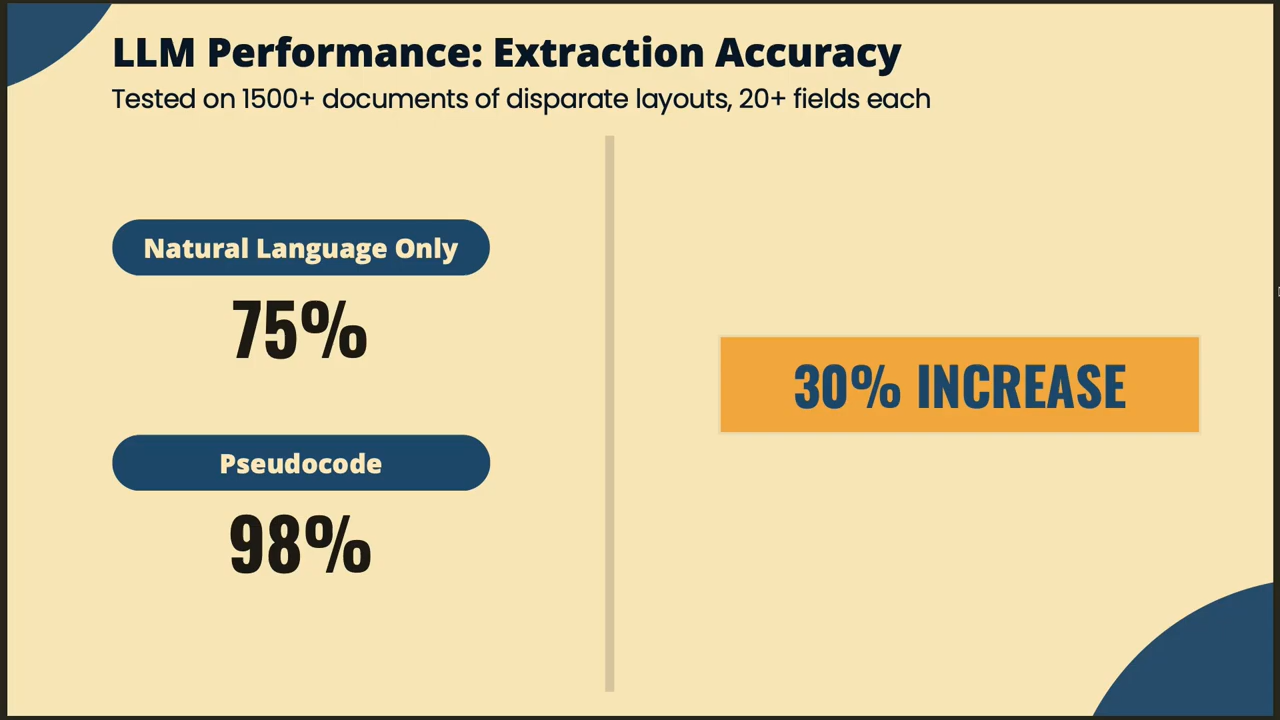 LLM Performance: Extraction Accuracy
Tested on 1500+ documents of disparate layouts, 20+ fields each
Natural Language Only
75%
Pseudocode
98%
30% INCREASE